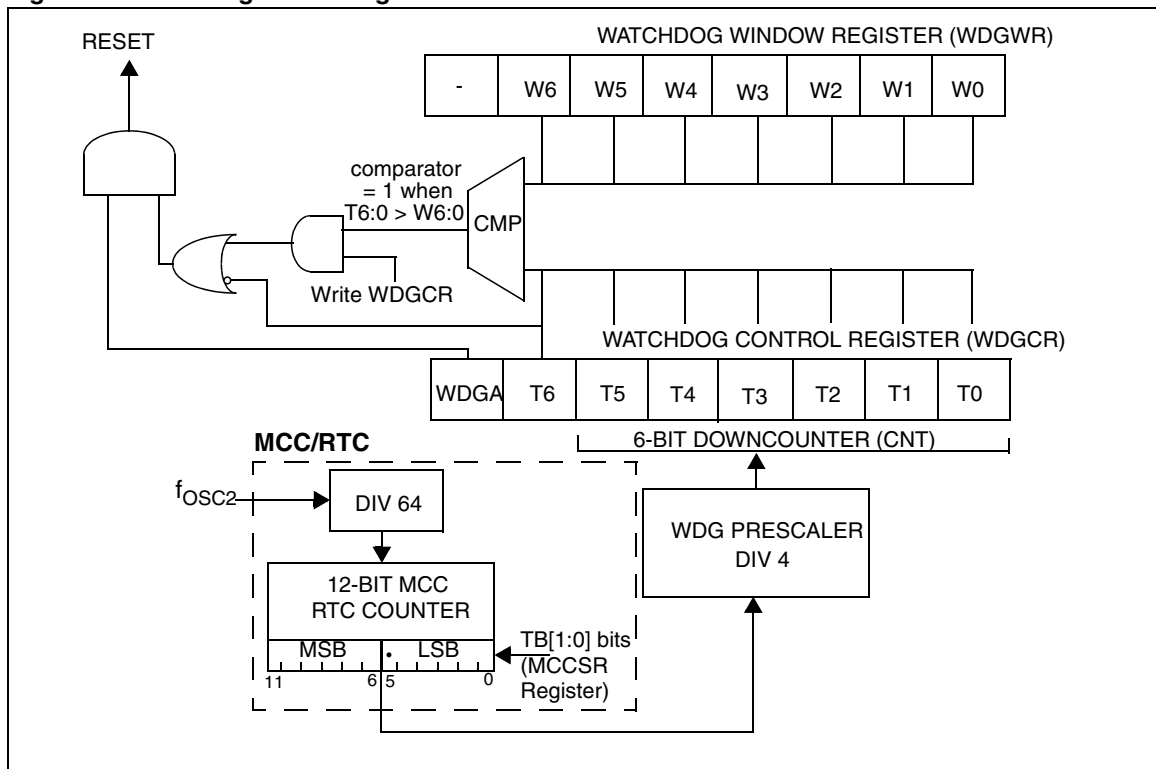 RESET
WATCHDOG WINDOW REGISTER (WDGWR)
- W6 W5 W4 W3 W2 W1 W0
comparator
= 1 when
T6:0 > W6:0
CMP
Write WDGCR
WATCHDOG CONTROL REGISTER (WDGCR)
WDGA T6 T5 T4 T3 T2 T1 T0
6-BIT DOWNCOUNTER (CNT)
MCC/RTC
fOSC2
DIV 64
WDG PRESCALER
DIV 4
12-BIT MCC
RTC COUNTER
MSB LSB
11 6 5 0
TB[1:0] bits
(MCCSR
Register)